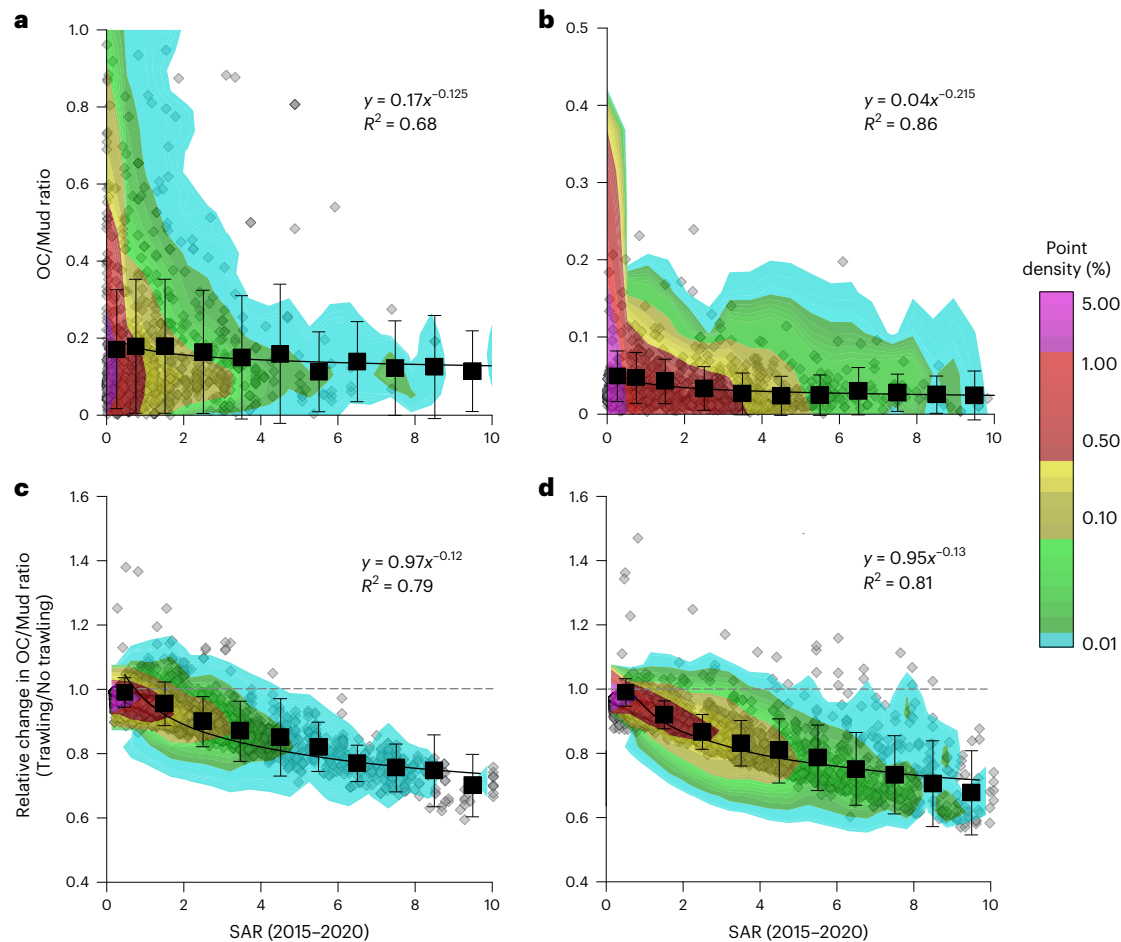 a
1.0
0.8
0.6
0.4
0.2
0
OC/Mud ratio
y = 0.17x^−0.125
R² = 0.68
0 2 4 6 8 10
b
0.5
0.4
0.3
0.2
0.1
0
y = 0.04x^−0.215
R² = 0.86
0 2 4 6 8 10
Point
density (%)
5.00
1.00
0.50
0.10
0.01
c
1.6
1.4
1.2
1.0
0.8
0.6
0.4
Relative change in OC/Mud ratio
(Trawling/No trawling)
y = 0.97x^−0.12
R² = 0.79
0 2 4 6 8 10
SAR (2015–2020)
d
1.6
1.4
1.2
1.0
0.8
0.6
0.4
y = 0.95x^−0.13
R² = 0.81
0 2 4 6 8 10
SAR (2015–2020)